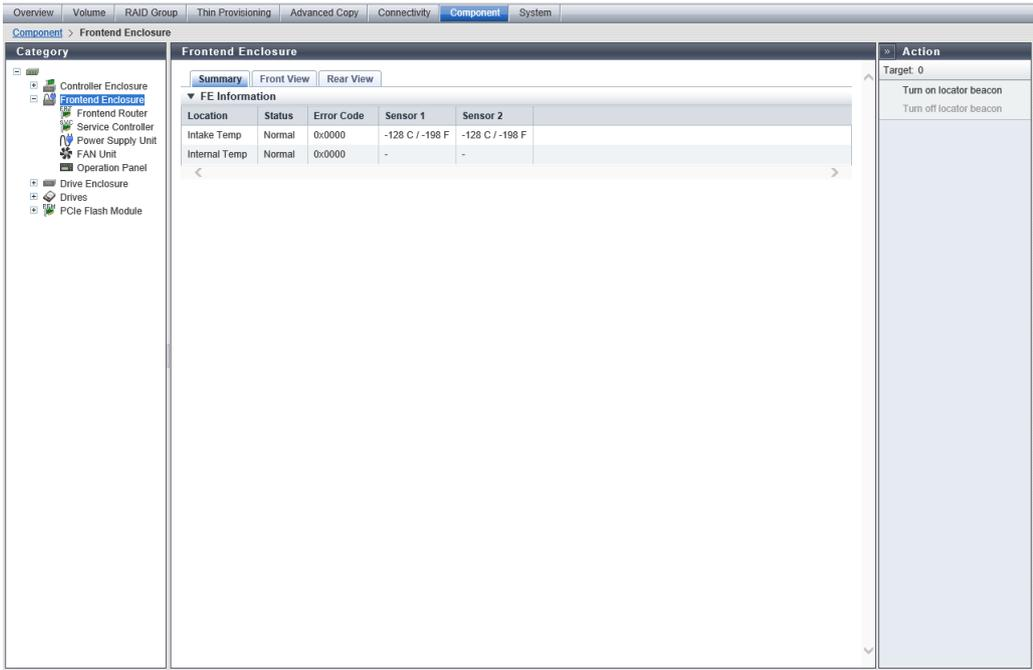 Overview Volume RAID Group Thin Provisioning Advanced Copy Connectivity Component System
Component > Frontend Enclosure
Category
Controller Enclosure
Frontend Enclosure
Frontend Router
Service Controller
Power Supply Unit
FAN Unit
Operation Panel
Drive Enclosure
Drives
PCIe Flash Module
Frontend Enclosure
Summary Front View Rear View
▼ FE Information
Location Status Error Code Sensor 1 Sensor 2
Intake Temp Normal 0x0000 -128 C / -198 F -128 C / -198 F
Internal Temp Normal 0x0000 - -
» Action
Target: 0
Turn on locator beacon
Turn off locator beacon